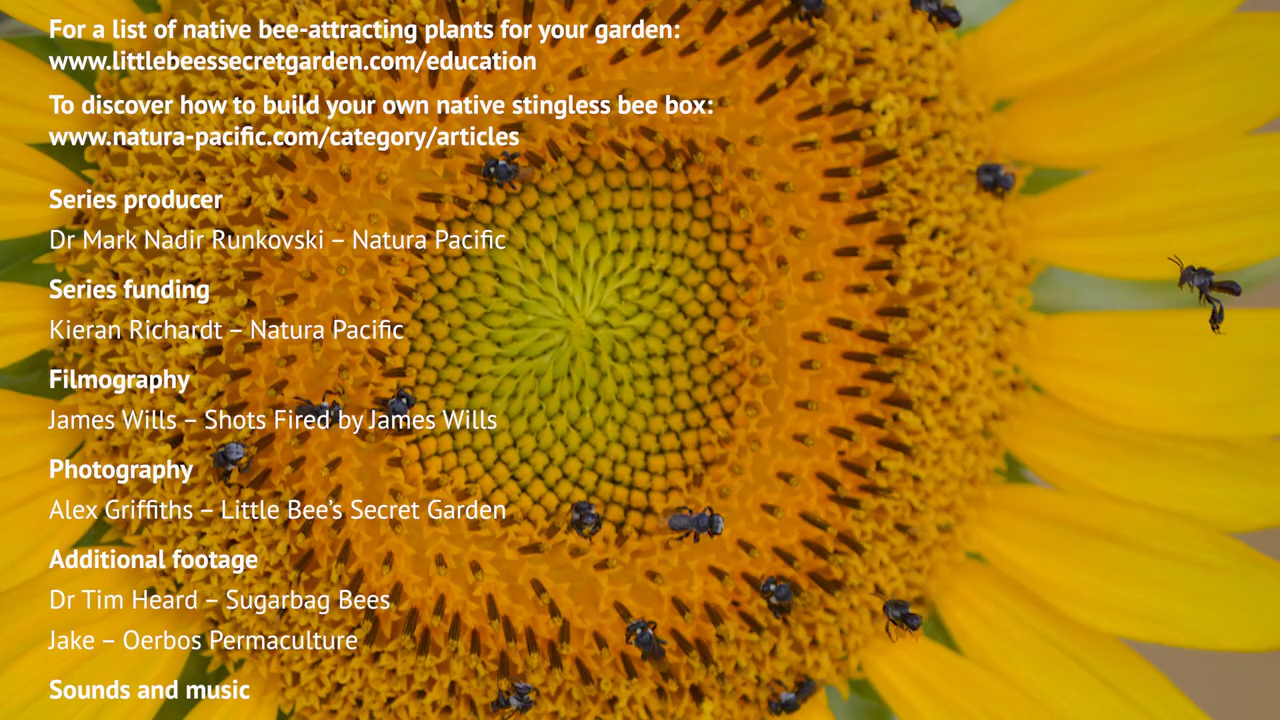 For a list of native bee-attracting plants for your garden:
www.littlebeessecretgarden.com/education
To discover how to build your own native stingless bee box:
www.natura-pacific.com/category/articles
Series producer
Dr Mark Nadir Runkovski – Natura Pacific
Series funding
Kieran Richardt – Natura Pacific
Filmography
James Wills – Shots Fired by James Wills
Photography
Alex Griffiths – Little Bee’s Secret Garden
Additional footage
Dr Tim Heard – Sugarbag Bees
Jake – Oerbos Permaculture
Sounds and music